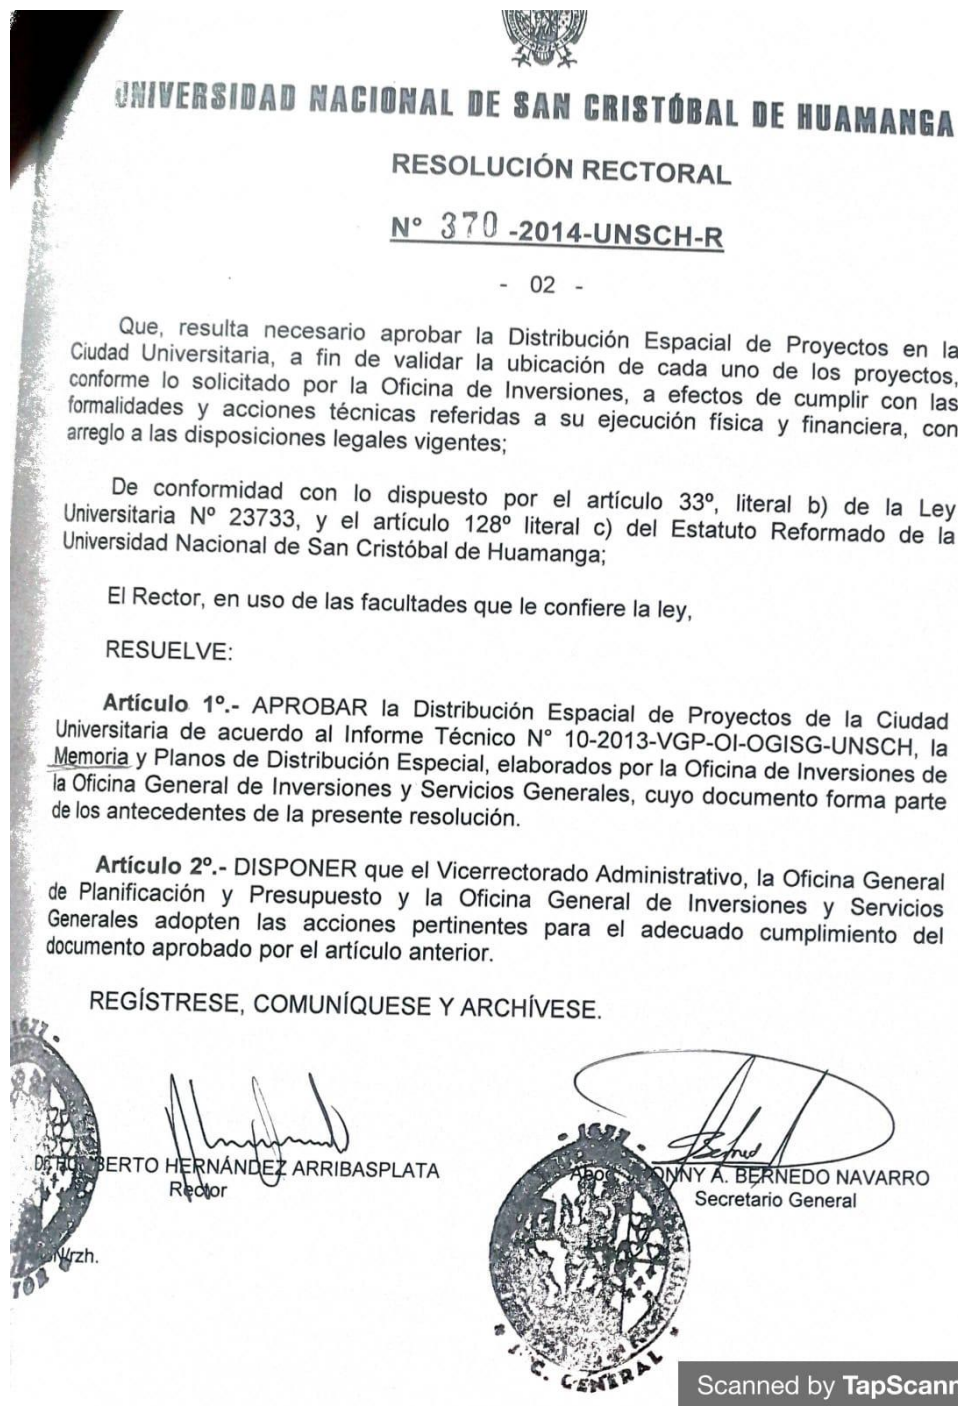 UNIVERSIDAD NACIONAL DE SAN CRISTÓBAL DE HUAMANGA
RESOLUCIÓN RECTORAL
Nº 370 -2014-UNSCH-R
- 02 -
Que, resulta necesario aprobar la Distribución Espacial de Proyectos en la
Ciudad Universitaria, a fin de validar la ubicación de cada uno de los proyectos,
conforme lo solicitado por la Oficina de Inversiones, a efectos de cumplir con las
formalidades y acciones técnicas referidas a su ejecución física y financiera, con
arreglo a las disposiciones legales vigentes;
De conformidad con lo dispuesto por el artículo 33º, literal b) de la Ley
Universitaria Nº 23733, y el artículo 128º literal c) del Estatuto Reformado de la
Universidad Nacional de San Cristóbal de Huamanga;
El Rector, en uso de las facultades que le confiere la ley,
RESUELVE:
Artículo 1º.- APROBAR la Distribución Espacial de Proyectos de la Ciudad
Universitaria de acuerdo al Informe Técnico N° 10-2013-VGP-OI-OGISG-UNSCH, la
Memoria y Planos de Distribución Especial, elaborados por la Oficina de Inversiones de
la Oficina General de Inversiones y Servicios Generales, cuyo documento forma parte
de los antecedentes de la presente resolución.
Artículo 2º.- DISPONER que el Vicerrectorado Administrativo, la Oficina General
de Planificación y Presupuesto y la Oficina General de Inversiones y Servicios
Generales adopten las acciones pertinentes para el adecuado cumplimiento del
documento aprobado por el artículo anterior.
REGÍSTRESE, COMUNÍQUESE Y ARCHÍVESE.
1677
HERNÁNDEZ ARRIBASPLATA
Rector
1677
A. BERNEDO NAVARRO
Secretario General
rzh.
GENERAL
Scanned by TapScann